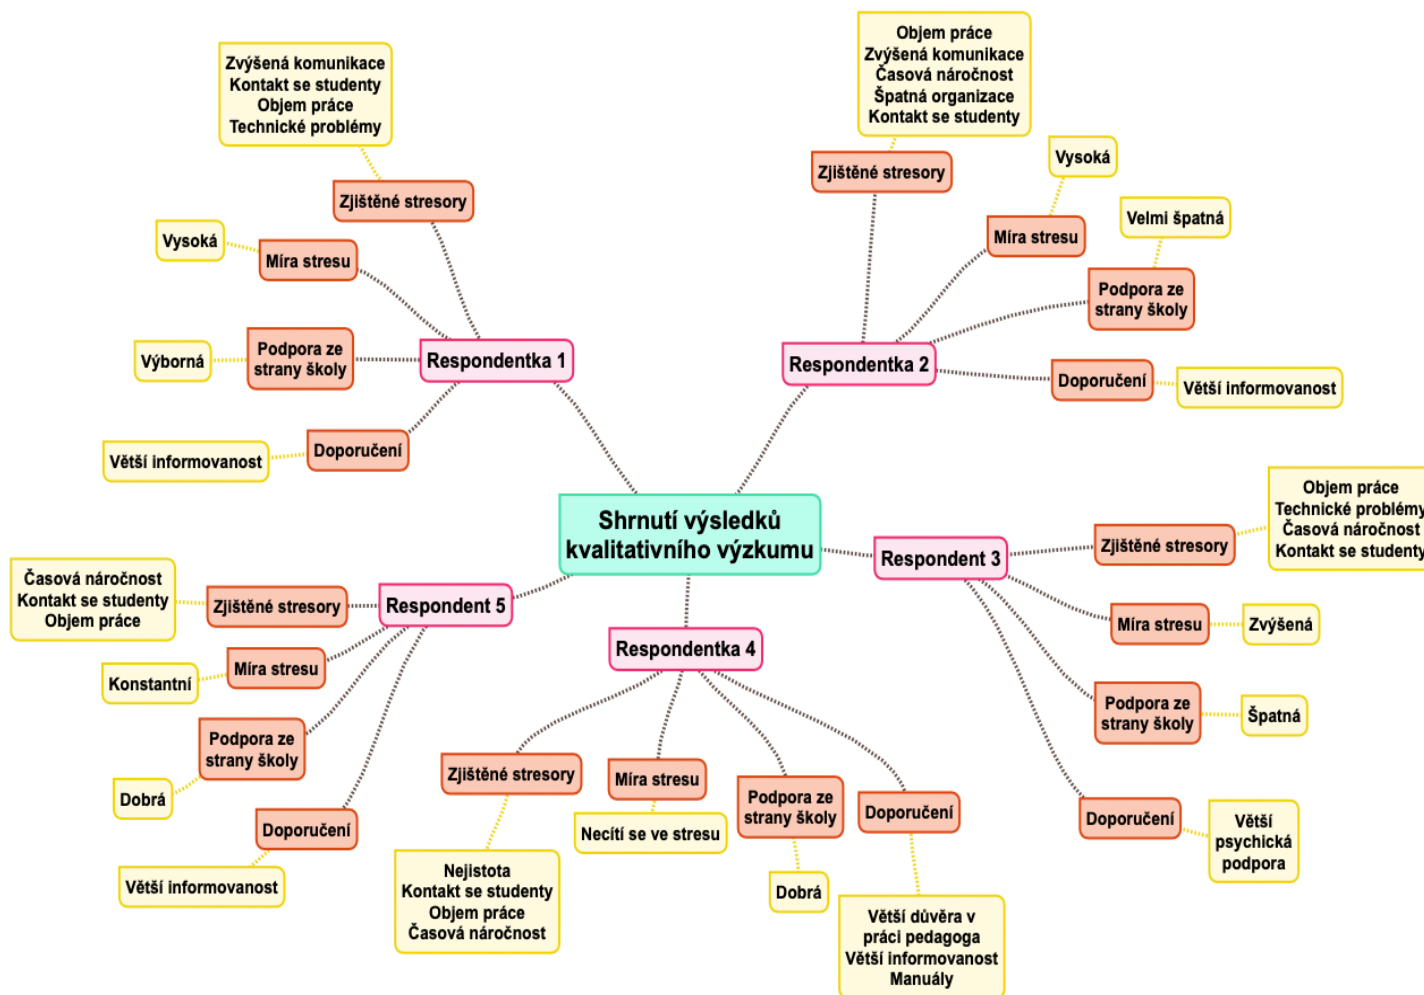 Zvýšená komunikace
Kontakt se studenty
Objem práce
Technické problémy
Zjištěné stresory
Vysoká
Míra stresu
Výborná
Podpora ze
strany školy
Respondentka 1
Větší informovanost
Doporučení
Objem práce
Zvýšená komunikace
Časová náročnost
Špatná organizace
Kontakt se studenty
Zjištěné stresory
Vysoká
Míra stresu
Velmi špatná
Podpora ze
strany školy
Respondentka 2
Doporučení
Větší informovanost
Shrnutí výsledků
kvalitativního výzkumu
Respondent 3
Zjištěné stresory
Objem práce
Technické problémy
Časová náročnost
Kontakt se studenty
Míra stresu
Zvýšená
Podpora ze
strany školy
Špatná
Doporučení
Větší
psychická
podpora
Časová náročnost
Kontakt se studenty
Objem práce
Zjištěné stresory
Respondent 5
Konstantní
Míra stresu
Podpora ze
strany školy
Dobrá
Doporučení
Větší informovanost
Respondentka 4
Zjištěné stresory
Nejistota
Kontakt se studenty
Objem práce
Časová náročnost
Míra stresu
Necítí se ve stresu
Podpora ze
strany školy
Dobrá
Doporučení
Větší důvěra v
práci pedagoga
Větší informovanost
Manuály